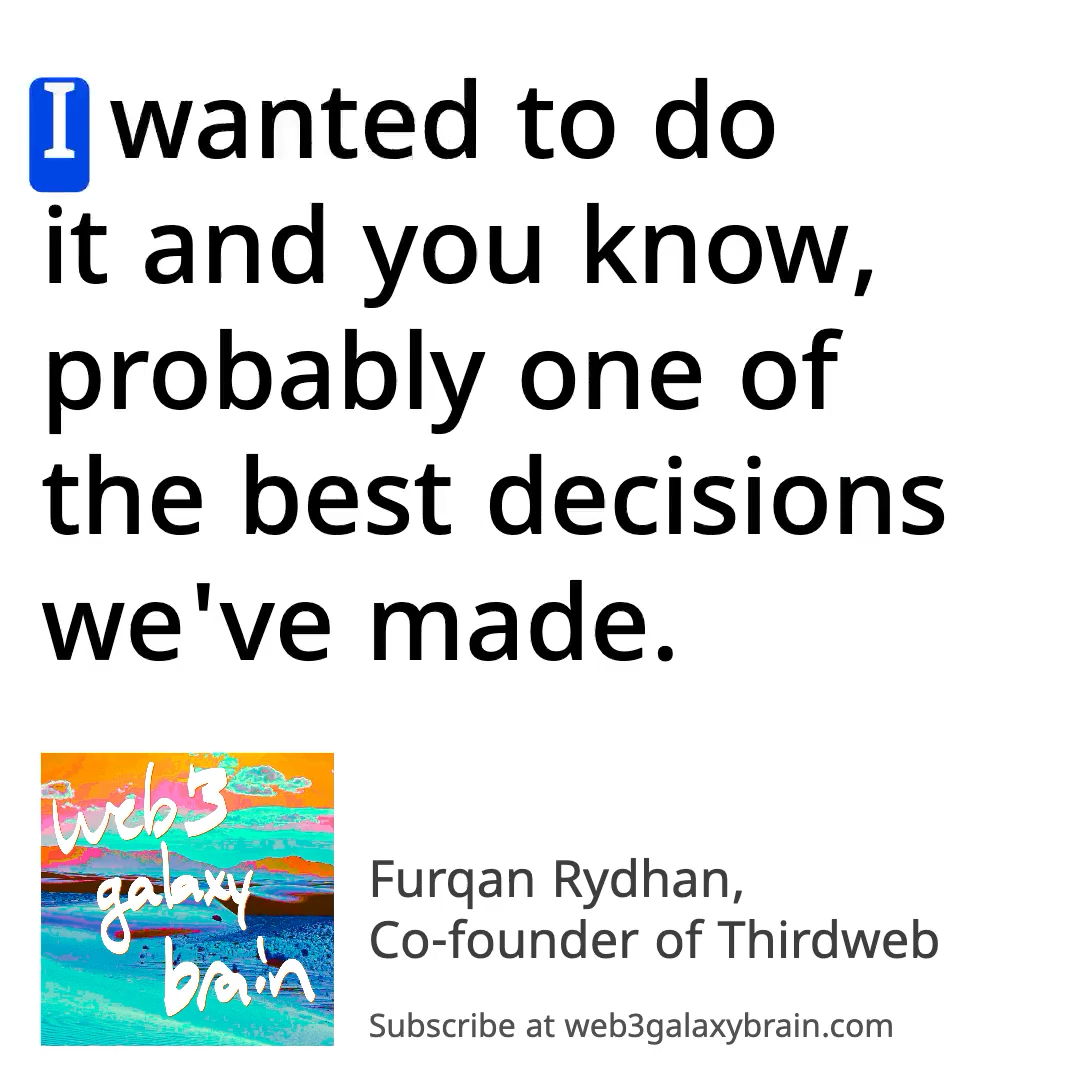 I wanted to do
it and you know,
probably one of
the best decisions
we've made.
web3
galaxy
brain
Furqan Rydhan,
Co-founder of Thirdweb
Subscribe at web3galaxybrain.com